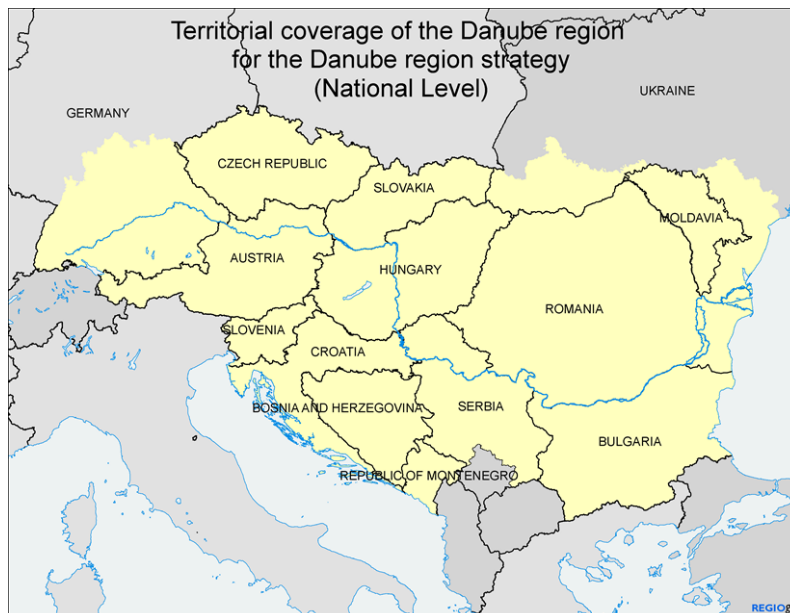 Territorial coverage of the Danube region
for the Danube region strategy
(National Level)
UKRAINE
GERMANY
CZECH REPUBLIC
SLOVAKIA
MOLDAVIA
AUSTRIA
HUNGARY
ROMANIA
SLOVENIA
CROATIA
BOSNIA AND HERZEGOVINA
SERBIA
BULGARIA
REPUBLIC OF MONTENEGRO
REGIO